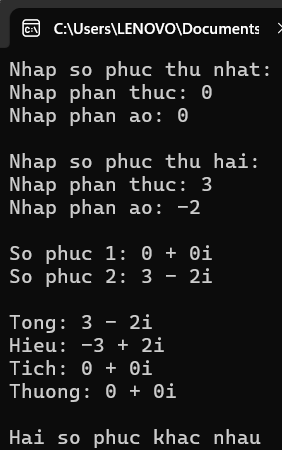 C:\Users\LENOVO\Documents
Nhap so phuc thu nhat:
Nhap phan thuc: 0
Nhap phan ao: 0
Nhap so phuc thu hai:
Nhap phan thuc: 3
Nhap phan ao: -2
So phuc 1: 0 + 0i
So phuc 2: 3 - 2i
Tong: 3 - 2i
Hieu: -3 + 2i
Tich: 0 + 0i
Thuong: 0 + 0i
Hai so phuc khac nhau